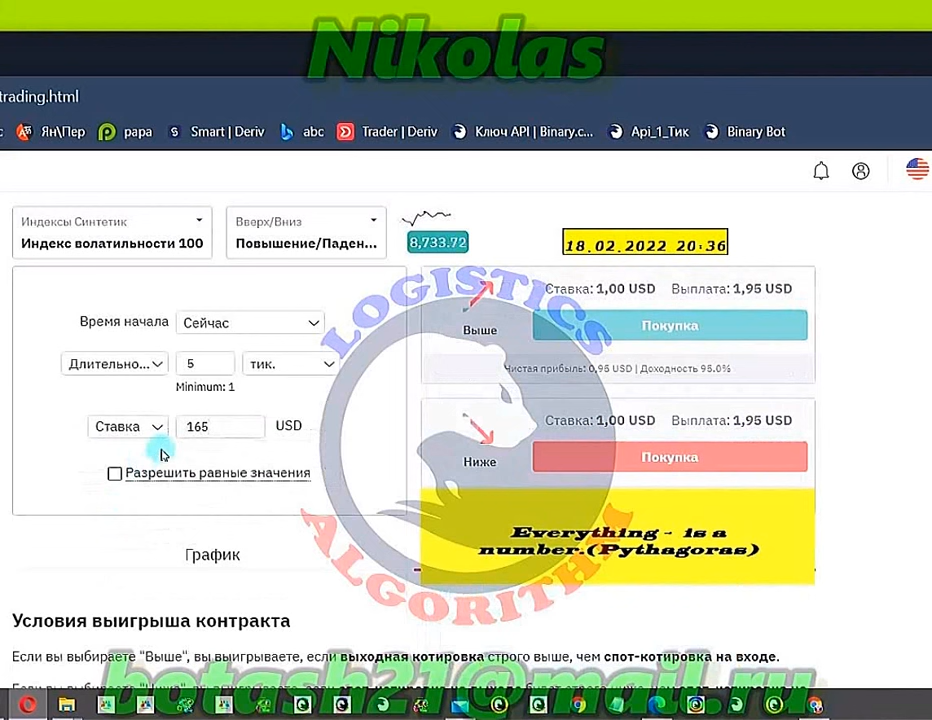 Nikolas
trading.html
с Ян\Пер papa Smart | Deriv abc Trader | Deriv Ключ API | Binary.c... Api_1_Тик Binary Bot
Индексы Синтетик
Индекс волатильности 100
Вверх/Вниз
Повышение/Паден...
8,733.72
18.02.2022 20:36
LOGISTICS
ALGORITHM
Время начала Сейчас
Длительно... 5 тик.
Minimum: 1
Ставка 165 USD
Разрешить равные значения
Ставка: 1,00 USD Выплата: 1,95 USD
Выше
Покупка
Чистая прибыль: 0,95 USD | Доходность 95.0%
Ставка: 1,00 USD Выплата: 1,95 USD
Ниже
Покупка
Everything - is a
number.(Pythagoras)
График
Условия выигрыша контракта
Если вы выбираете "Выше", вы выигрываете, если выходная котировка строго выше, чем спот-котировка на входе.
botash21@mail.ru